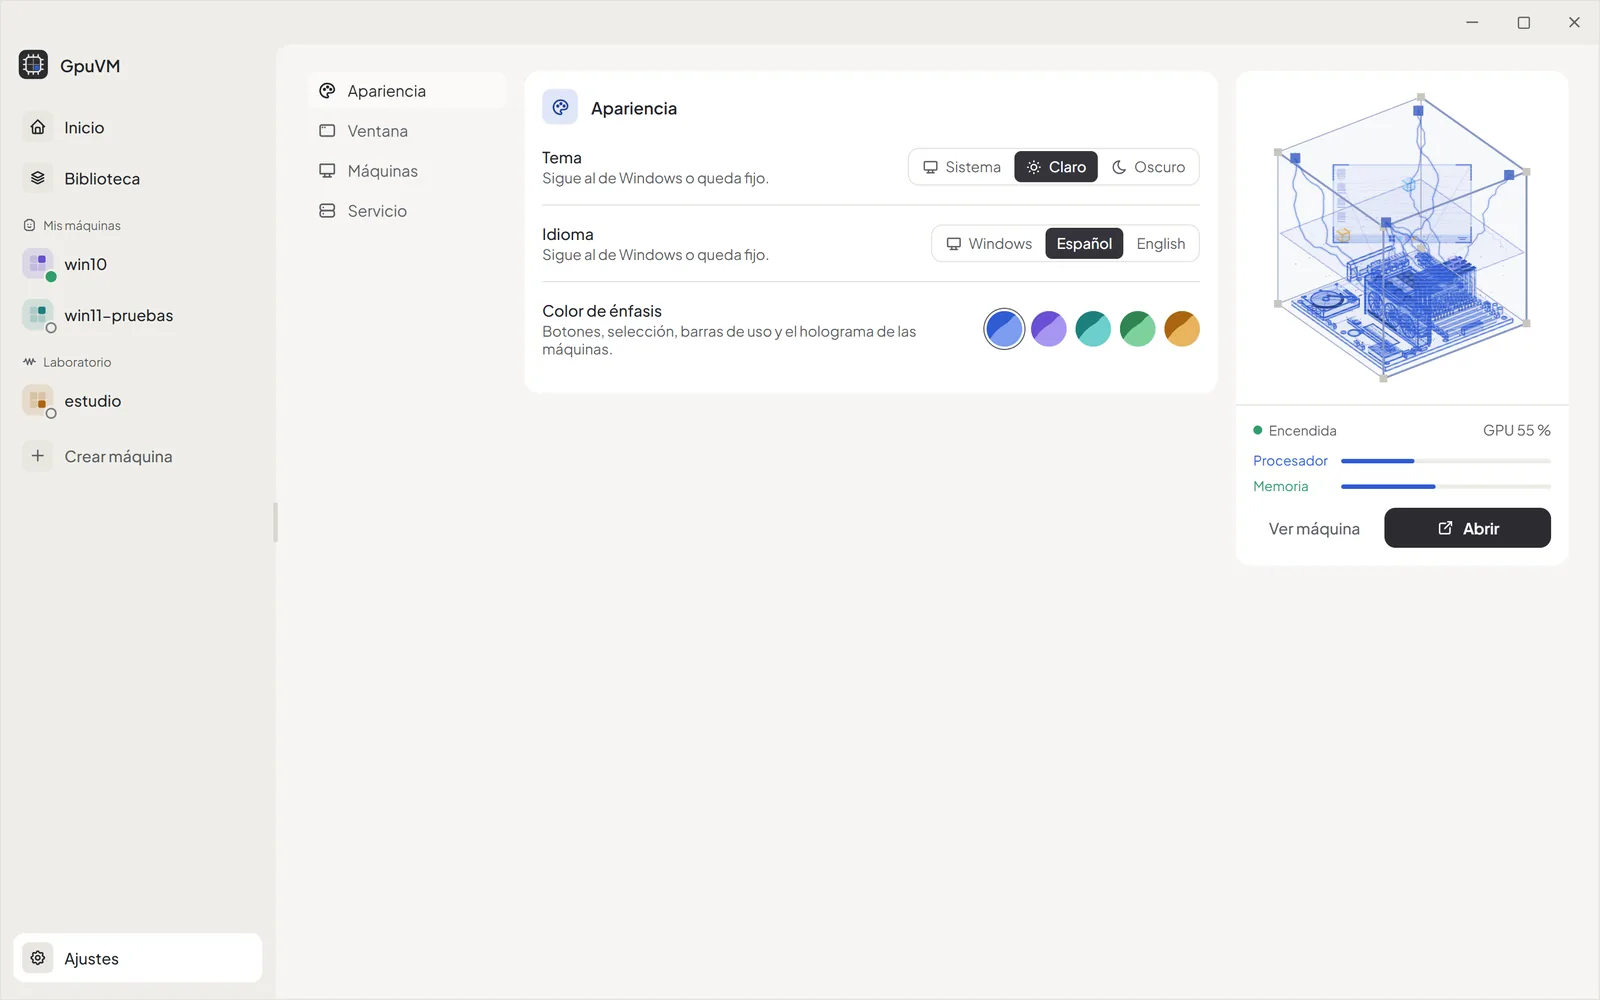 GpuVM
Inicio
Biblioteca
Mis máquinas
win10
win11-pruebas
Laboratorio
estudio
Crear máquina
Ajustes
Apariencia
Ventana
Máquinas
Servicio
Apariencia
Tema
Sigue al de Windows o queda fijo.
Sistema Claro Oscuro
Idioma
Sigue al de Windows o queda fijo.
Windows Español English
Color de énfasis
Botones, selección, barras de uso y el holograma de las
máquinas.
Encendida GPU 55 %
Procesador
Memoria
Ver máquina Abrir